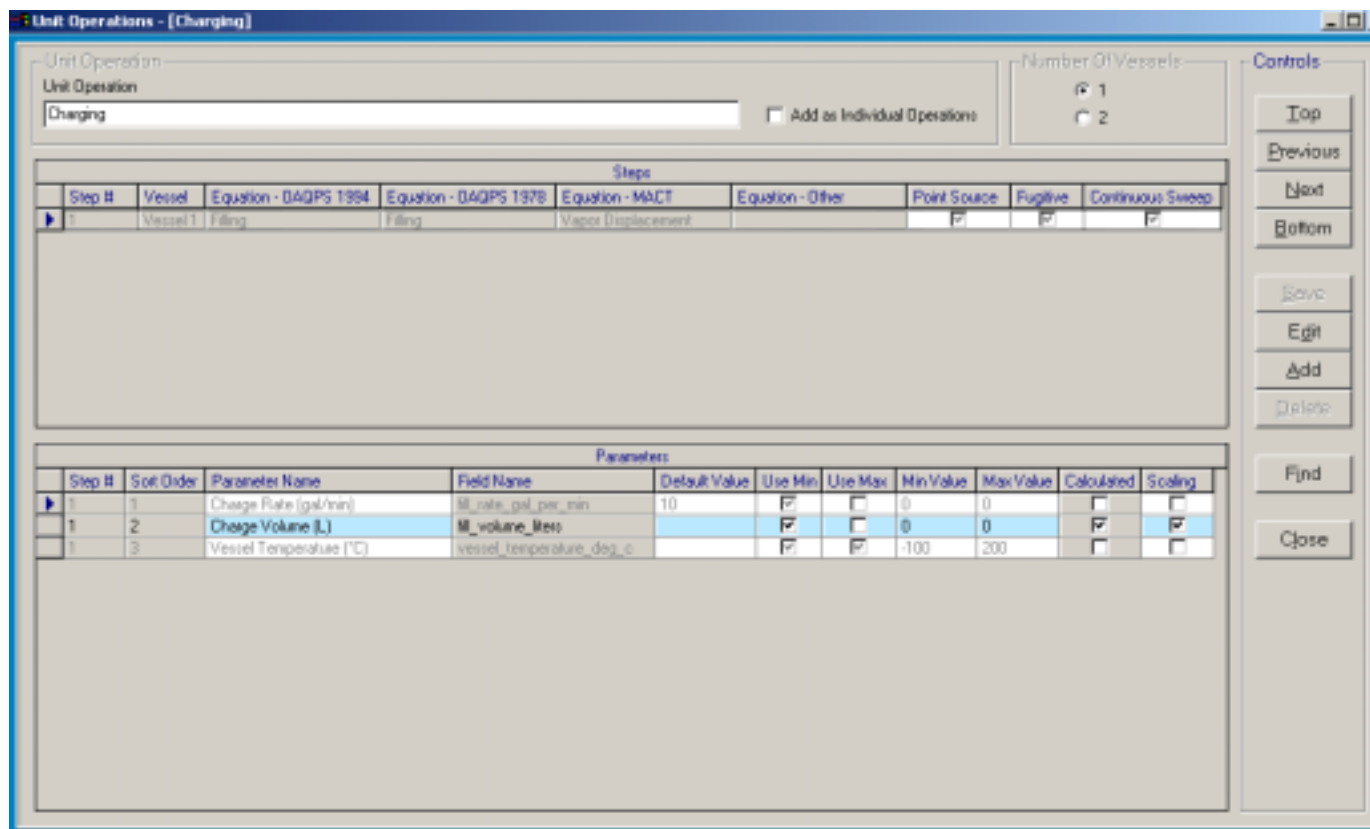 Unit Operations - [Charging]
Unit Operation
Number Of Vessels
Controls
Unit Operation
Charging
Add as Individual Operations
1
2
Top
Previous
Next
Bottom
Save
Edit
Add
Delete
Find
Close
Steps
Step # Vessel Equation - OAQPS 1994 Equation - OAQPS 1978 Equation - MACT Equation - Other Point Source Fugitive Continuous Sweep
1 Vessel 1 Filling Filling Vapor Displacement
Parameters
Step # Sort Order Parameter Name Field Name Default Value Use Min Use Max Min Value Max Value Calculated Scaling
1 1 Charge Rate (gal/min) fill_rate_gal_per_min 10 0 0
1 2 Charge Volume (L) fill_volume_liters 0 0
1 3 Vessel Temperature (°C) vessel_temperature_deg_c -100 200